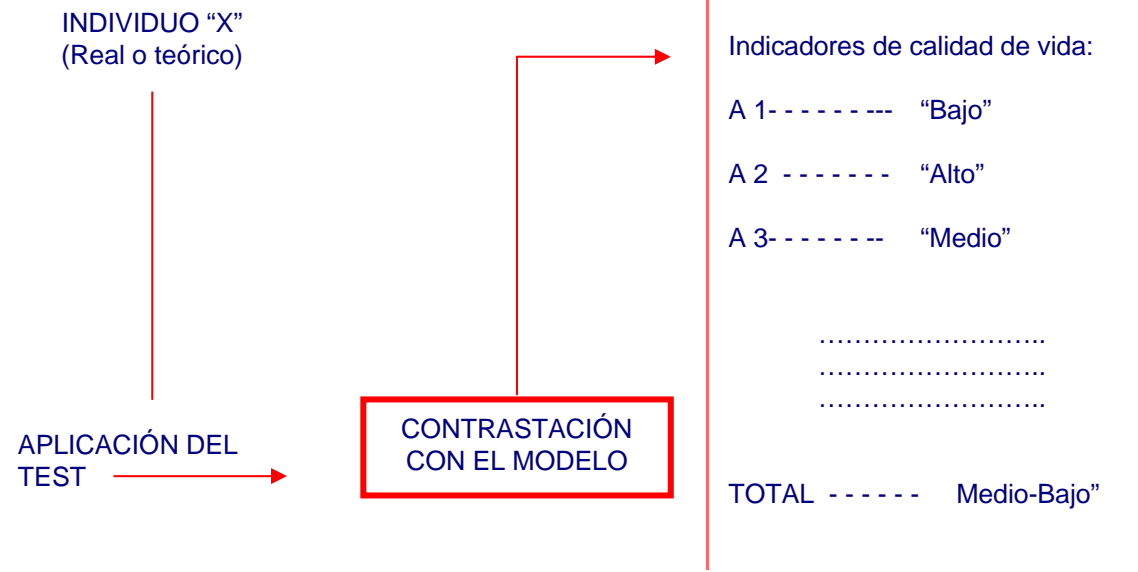 INDIVIDUO “X”
(Real o teórico)
APLICACIÓN DEL
TEST
CONTRASTACIÓN
CON EL MODELO
Indicadores de calidad de vida:
A 1- - - - - - --- “Bajo”
A 2 - - - - - - - “Alto”
A 3- - - - - - -- “Medio”
……………………..
……………………..
……………………..
TOTAL - - - - - - Medio-Bajo”